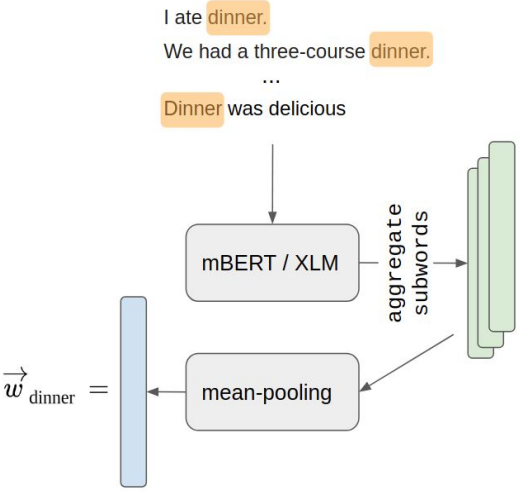 I ate dinner.
We had a three-course dinner.
...
Dinner was delicious
mBERT / XLM
aggregate
subwords
mean-pooling
w dinner =